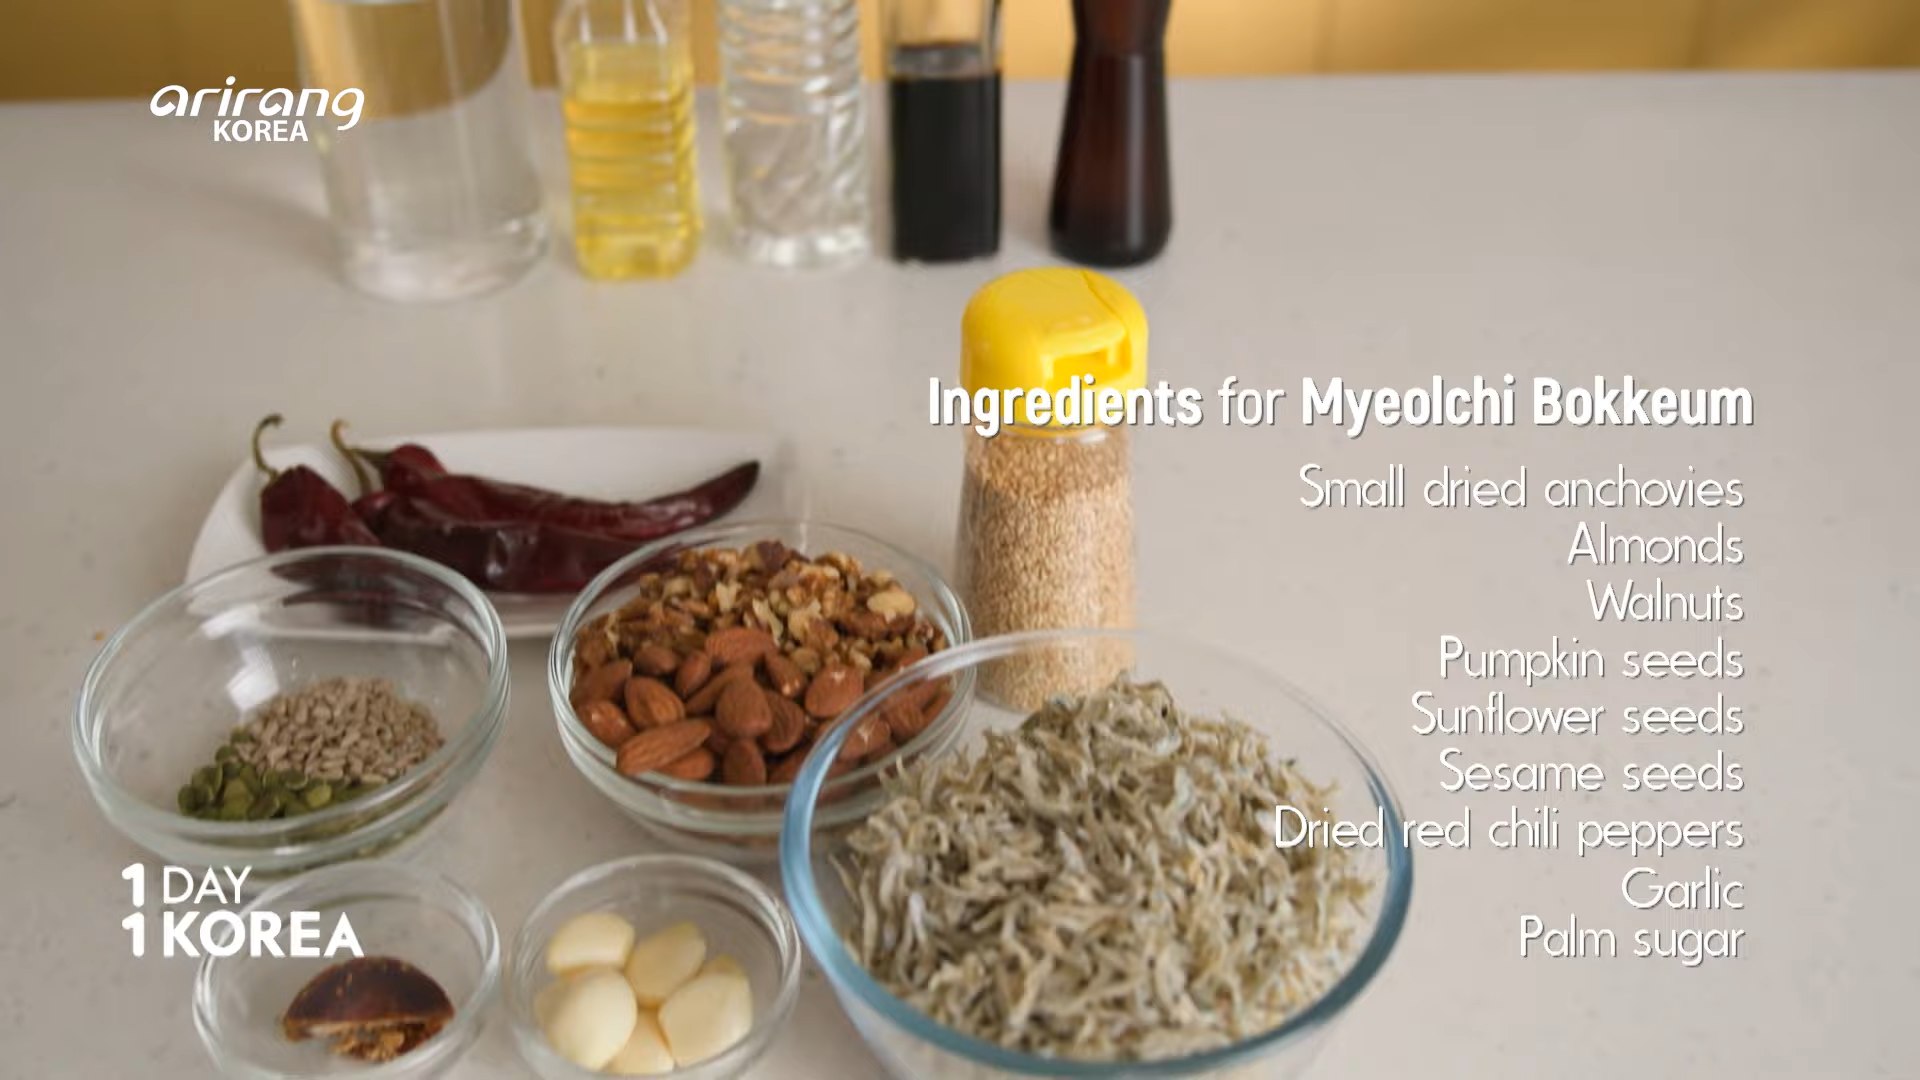 arirang
KOREA
Ingredients for Myeolchi Bokkeum
Small dried anchovies
Almonds
Walnuts
Pumpkin seeds
Sunflower seeds
Sesame seeds
Dried red chili peppers
Garlic
Palm sugar
1 DAY
1 KOREA